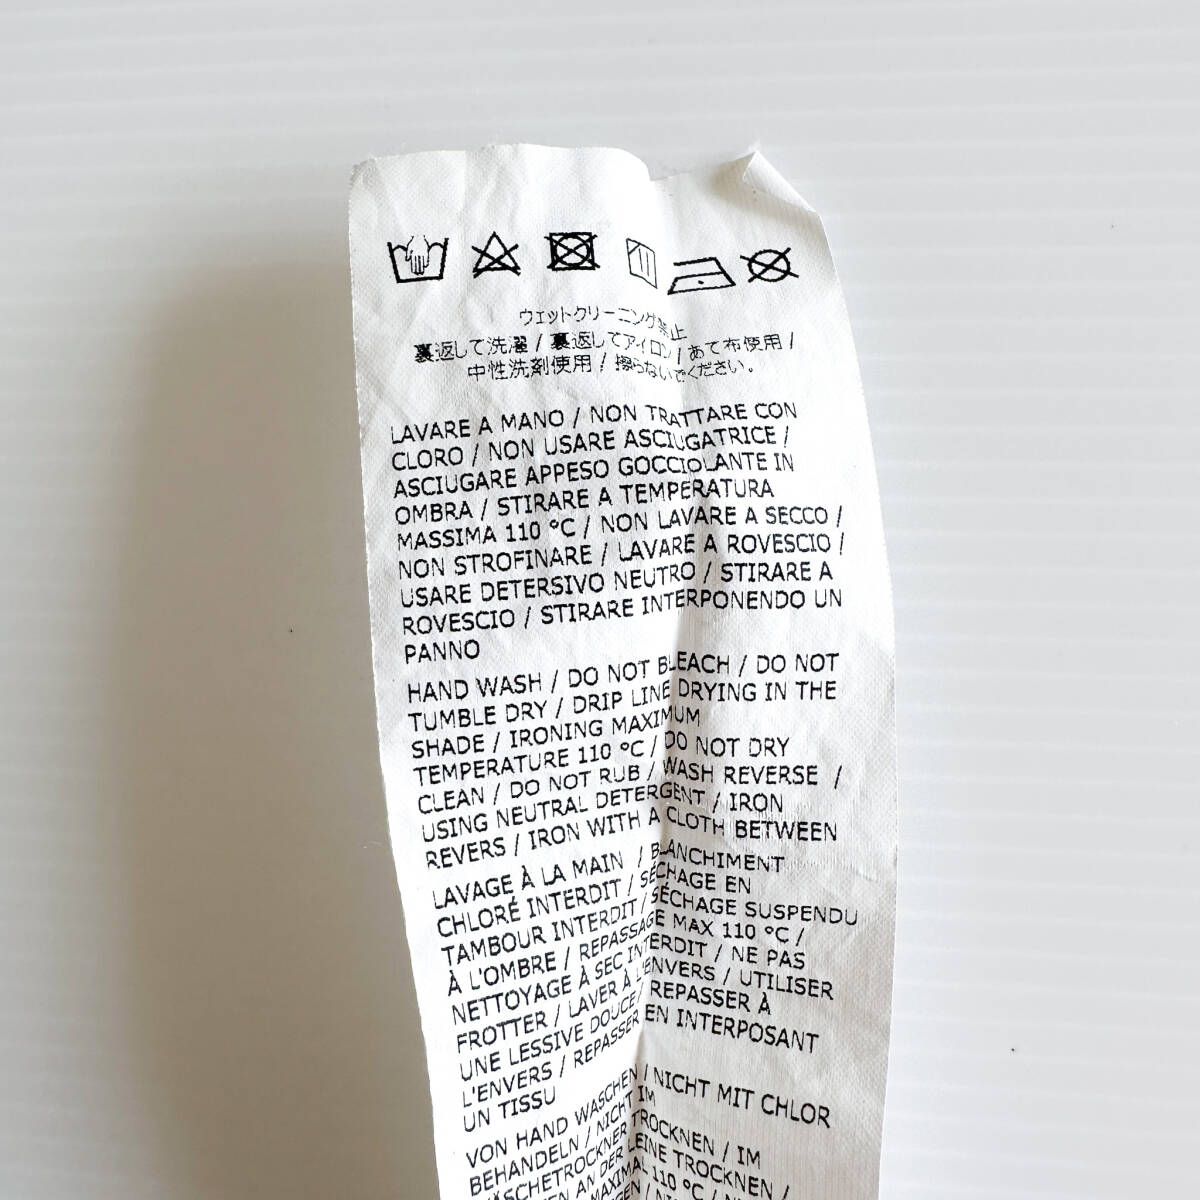 ウェットクリーニング禁止
裏返して洗濯 / 裏返してアイロン / あて布使用 /
中性洗剤使用 / 擦らないでください。
LAVARE A MANO / NON TRATTARE CON
CLORO / NON USARE ASCIUGATRICE /
ASCIUGARE APPESO GOCCIOLANTE IN
OMBRA / STIRARE A TEMPERATURA
MASSIMA 110 °C / NON LAVARE A SECCO /
NON STROFINARE / LAVARE A ROVESCIO /
USARE DETERSIVO NEUTRO / STIRARE A
ROVESCIO / STIRARE INTERPONENDO UN
PANNO
HAND WASH / DO NOT BLEACH / DO NOT
TUMBLE DRY / DRIP LINE DRYING IN THE
SHADE / IRONING MAXIMUM
TEMPERATURE 110 °C / DO NOT DRY
CLEAN / DO NOT RUB / WASH REVERSE /
USING NEUTRAL DETERGENT / IRON
REVERS / IRON WITH A CLOTH BETWEEN
LAVAGE À LA MAIN / BLANCHIMENT
CHLORÉ INTERDIT / SÉCHAGE EN
TAMBOUR INTERDIT / SÉCHAGE SUSPENDU
À L'OMBRE / REPASSAGE MAX 110 °C /
NETTOYAGE À SEC INTERDIT / NE PAS
FROTTER / LAVER À L'ENVERS / UTILISER
UNE LESSIVE DOUCE / REPASSER À
L'ENVERS / REPASSER EN INTERPOSANT
UN TISSU
VON HAND WASCHEN / NICHT MIT CHLOR
BEHANDELN / NICHT IM
WÄSCHETROCKNER TROCKNEN / IM
AN DER LEINE TROCKNEN /
MAXIMAL 110 °C /